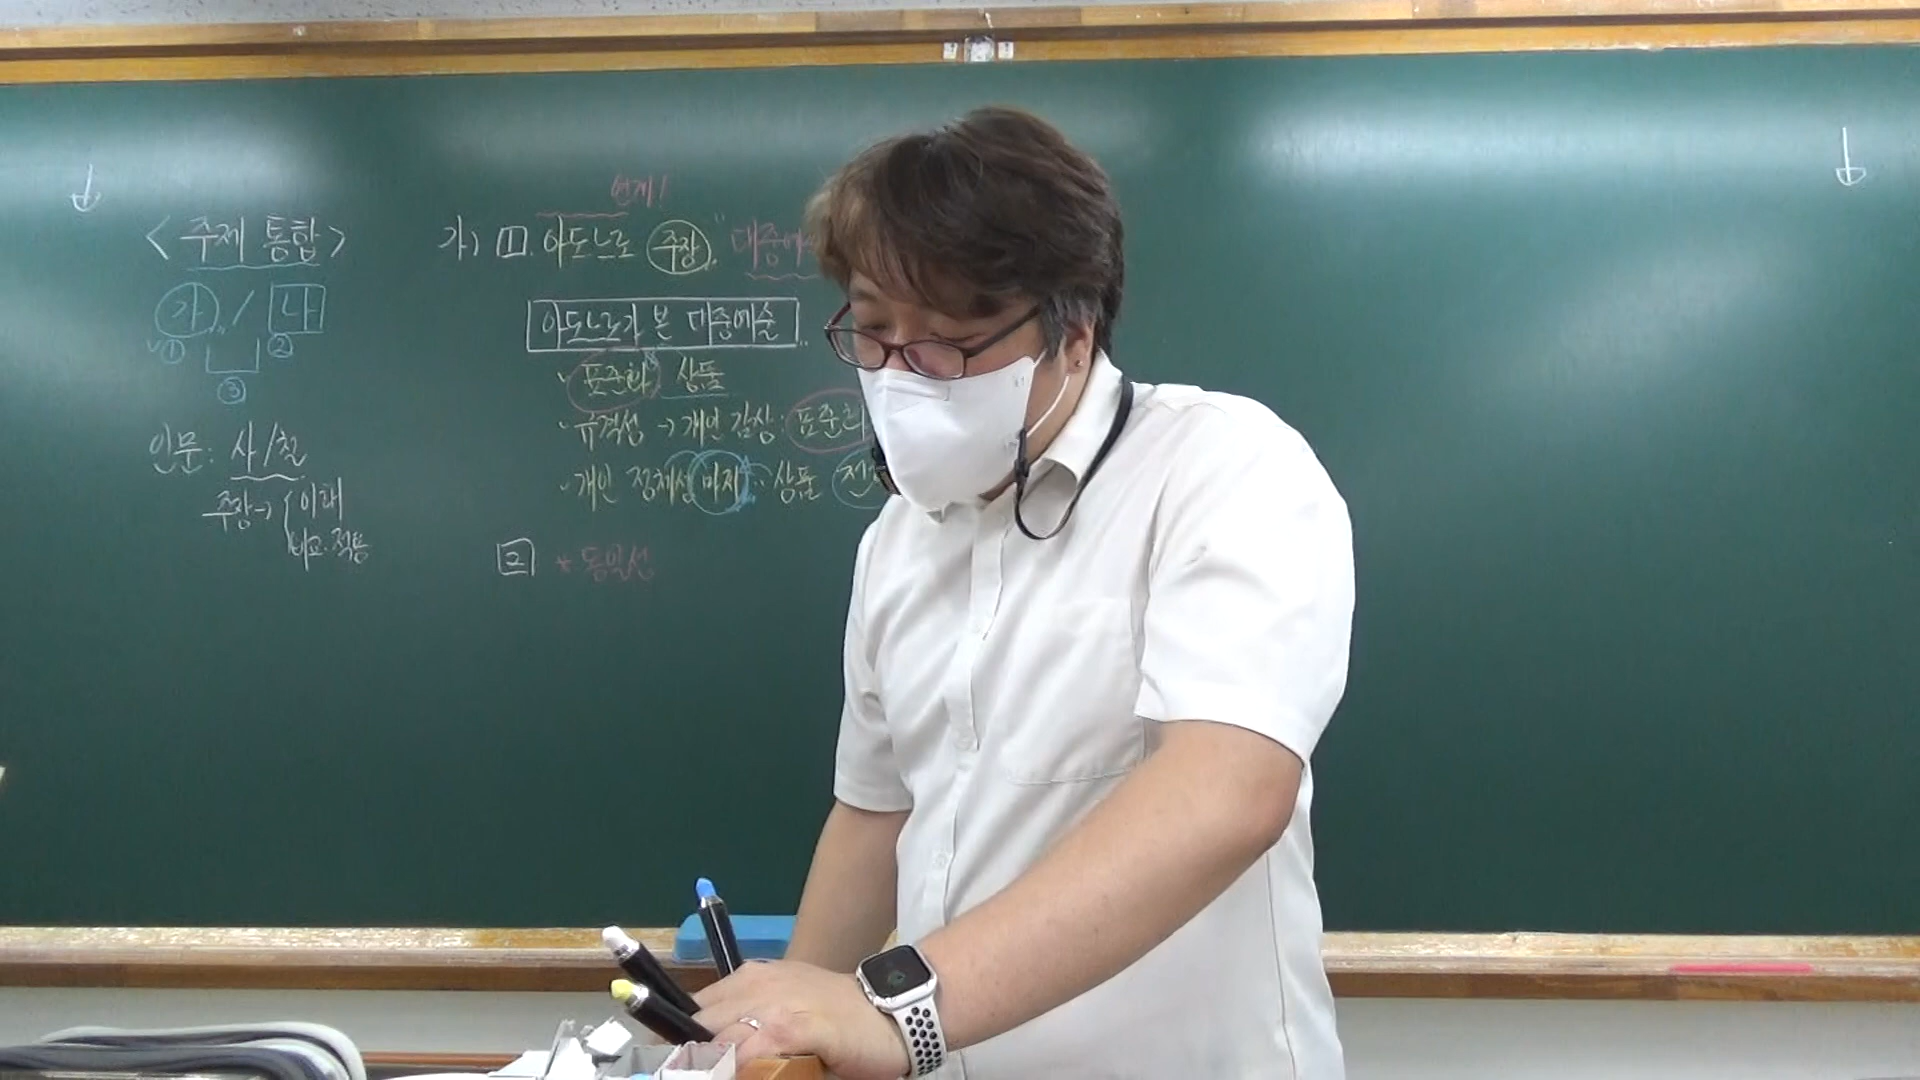 < 주제 통합 >
가 / 나
① ②
③
인문: 사/철
주장→ 이해
비교·적용
연계!
가) 1. 아도르노 주장. "대중예
아도르노가 본 대중예술
표준화 상품
규격성 → 개인 감상: 표준화
개인 정체성 마저 상품
2 * 동일성